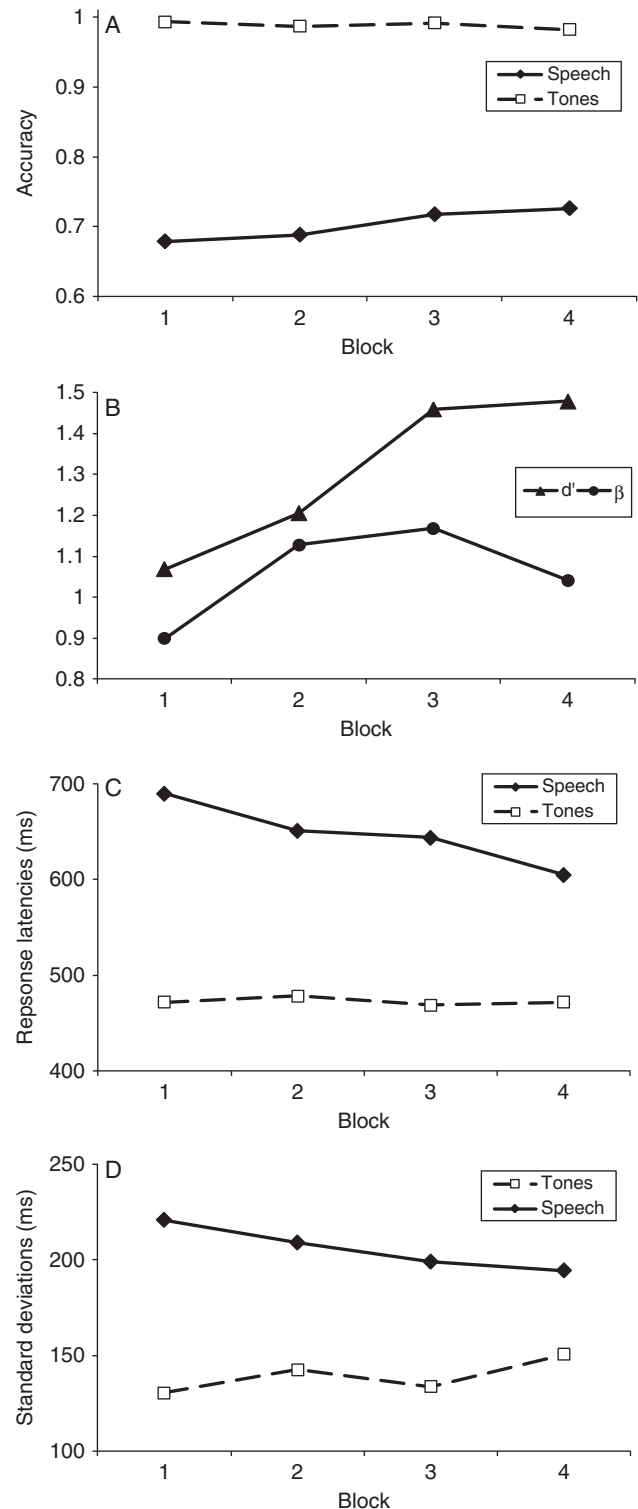 A
1
0.9
0.8
0.7
0.6
Accuracy
Speech
Tones
1 2 3 4
Block
B
1.5
1.4
1.3
1.2
1.1
1
0.9
0.8
d' β
1 2 3 4
Block
C
700
600
500
400
Repsonse latencies (ms)
Speech
Tones
1 2 3 4
Block
D
250
200
150
100
Standard deviations (ms)
Tones
Speech
1 2 3 4
Block